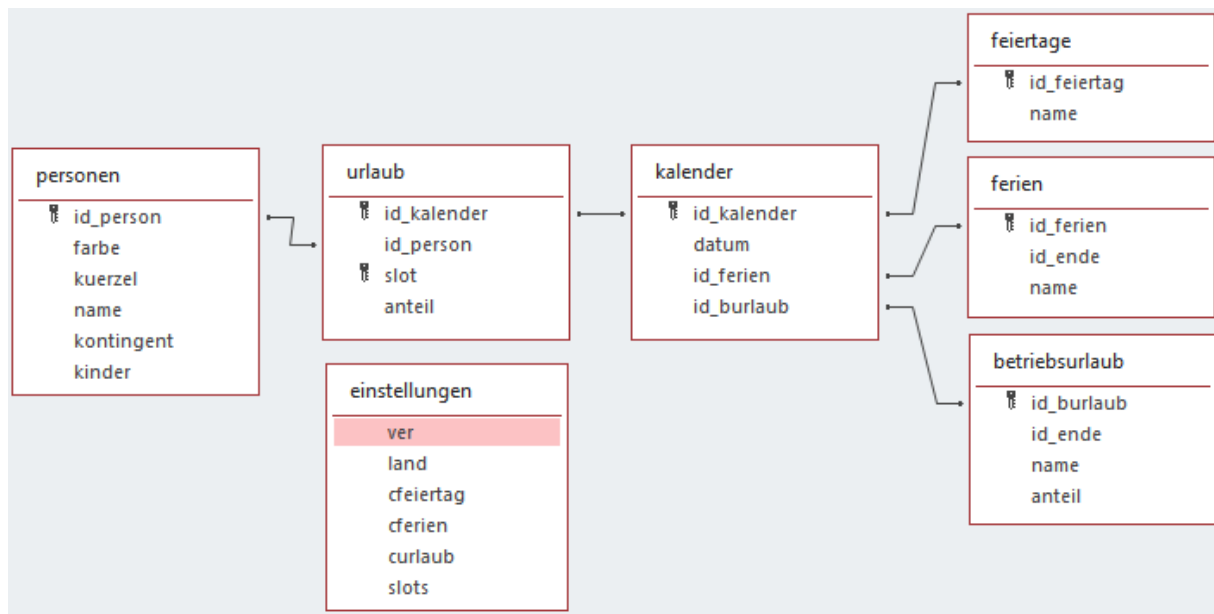 personen
id_person
farbe
kuerzel
name
kontingent
kinder
urlaub
id_kalender
id_person
slot
anteil
einstellungen
ver
land
cfeiertag
cferien
curlaub
slots
kalender
id_kalender
datum
id_ferien
id_burlaub
feiertage
id_feiertag
name
ferien
id_ferien
id_ende
name
betriebsurlaub
id_burlaub
id_ende
name
anteil